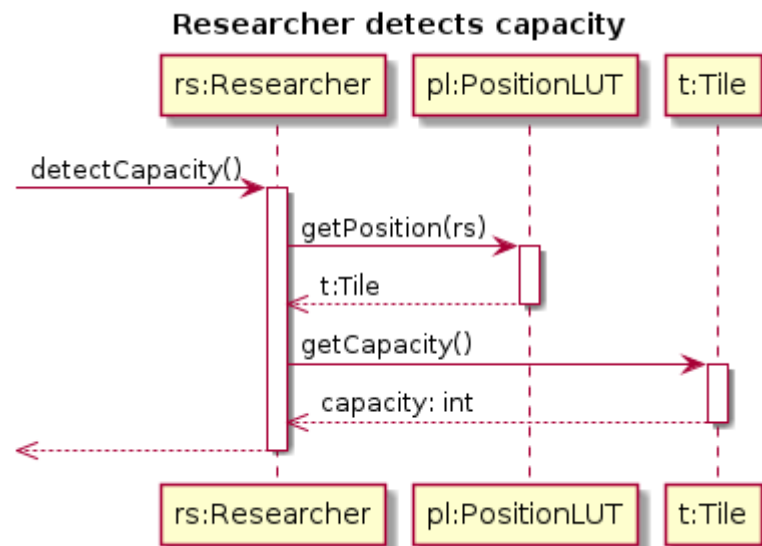 Researcher detects capacity
rs:Researcher pl:PositionLUT t:Tile
detectCapacity()
getPosition(rs)
t:Tile
getCapacity()
capacity: int
rs:Researcher pl:PositionLUT t:Tile